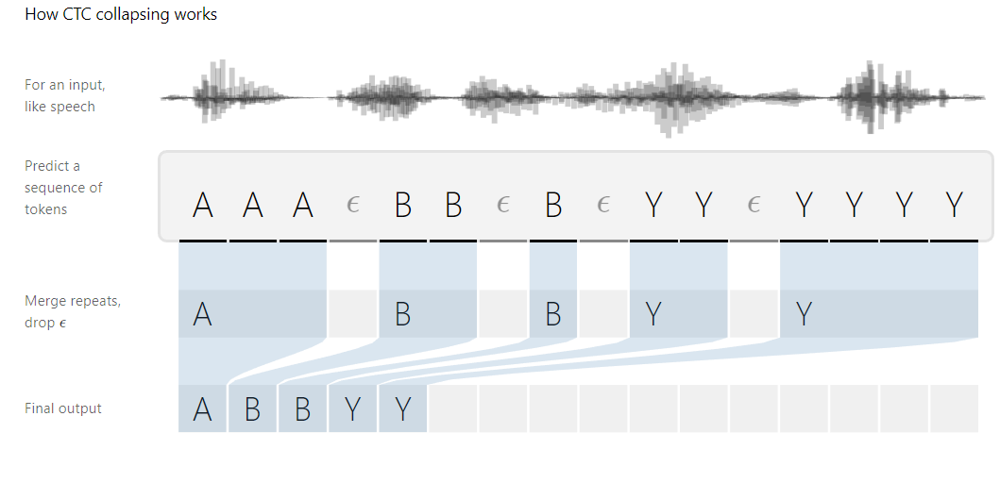 How CTC collapsing works
For an input,
like speech
Predict a
sequence of
tokens
A A A ϵ B B ϵ B ϵ Y Y ϵ Y Y Y Y
Merge repeats,
drop ϵ
A B B Y Y
Final output
A B B Y Y